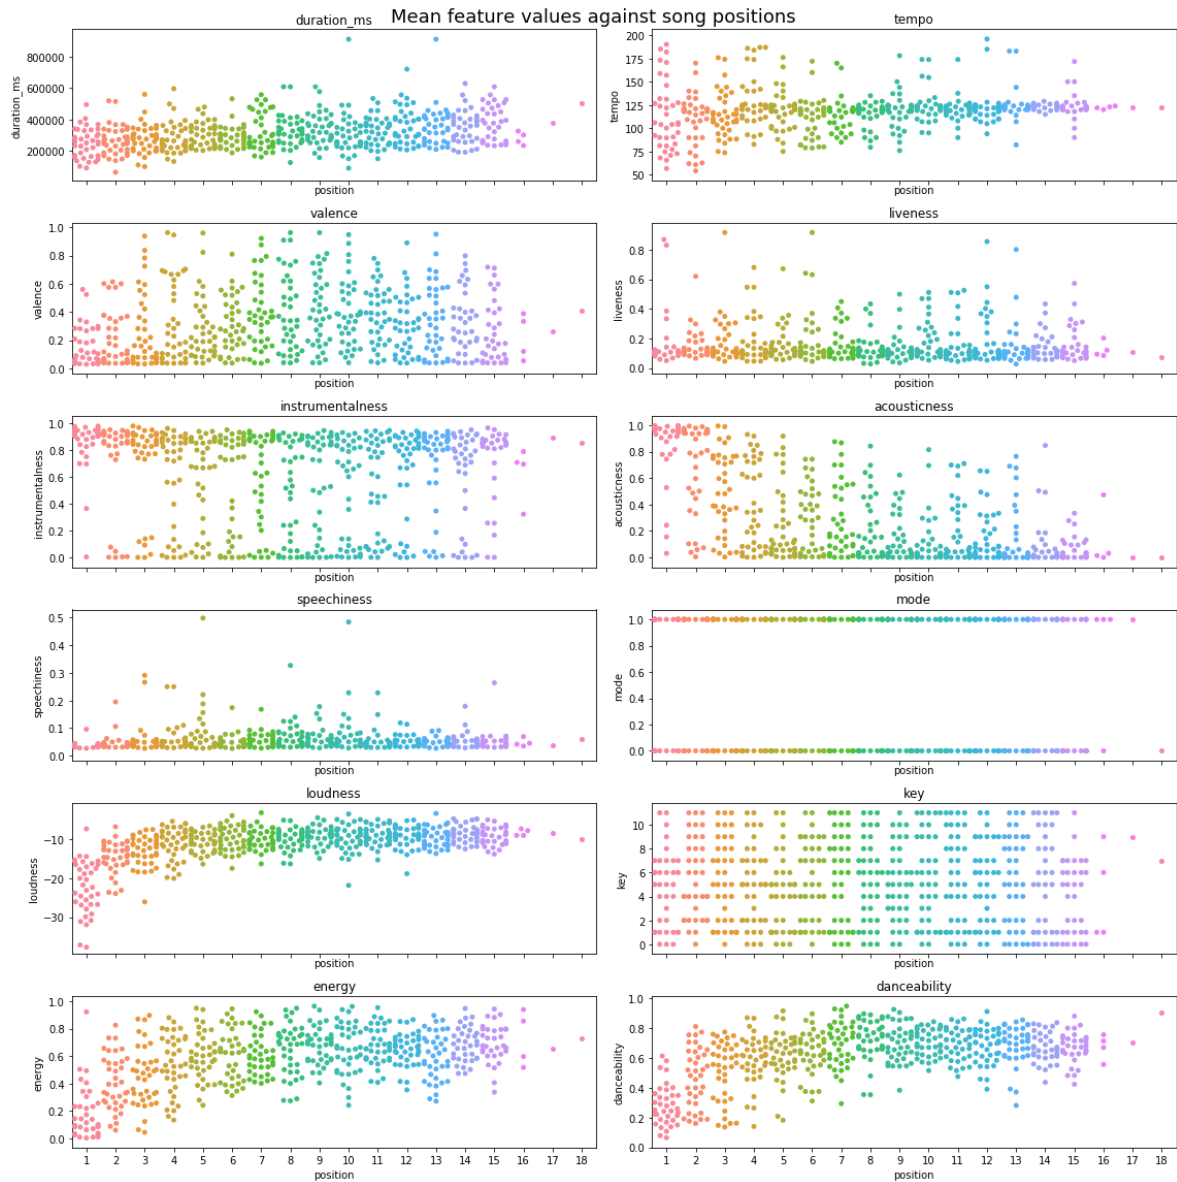 Mean feature values against song positions
duration_ms
800000
600000
400000
200000
duration_ms
position
tempo
200
175
150
125
100
75
50
tempo
position
valence
1.0
0.8
0.6
0.4
0.2
0.0
valence
position
liveness
0.8
0.6
0.4
0.2
0.0
liveness
position
instrumentalness
1.0
0.8
0.6
0.4
0.2
0.0
instrumentalness
position
acousticness
1.0
0.8
0.6
0.4
0.2
0.0
acousticness
position
speechiness
0.5
0.4
0.3
0.2
0.1
0.0
speechiness
position
mode
1.0
0.8
0.6
0.4
0.2
0.0
mode
position
loudness
−10
−20
−30
loudness
position
key
10
8
6
4
2
0
key
position
energy
1.0
0.8
0.6
0.4
0.2
0.0
energy
1 2 3 4 5 6 7 8 9 10 11 12 13 14 15 16 17 18
position
danceability
1.0
0.8
0.6
0.4
0.2
0.0
danceability
1 2 3 4 5 6 7 8 9 10 11 12 13 14 15 16 17 18
position